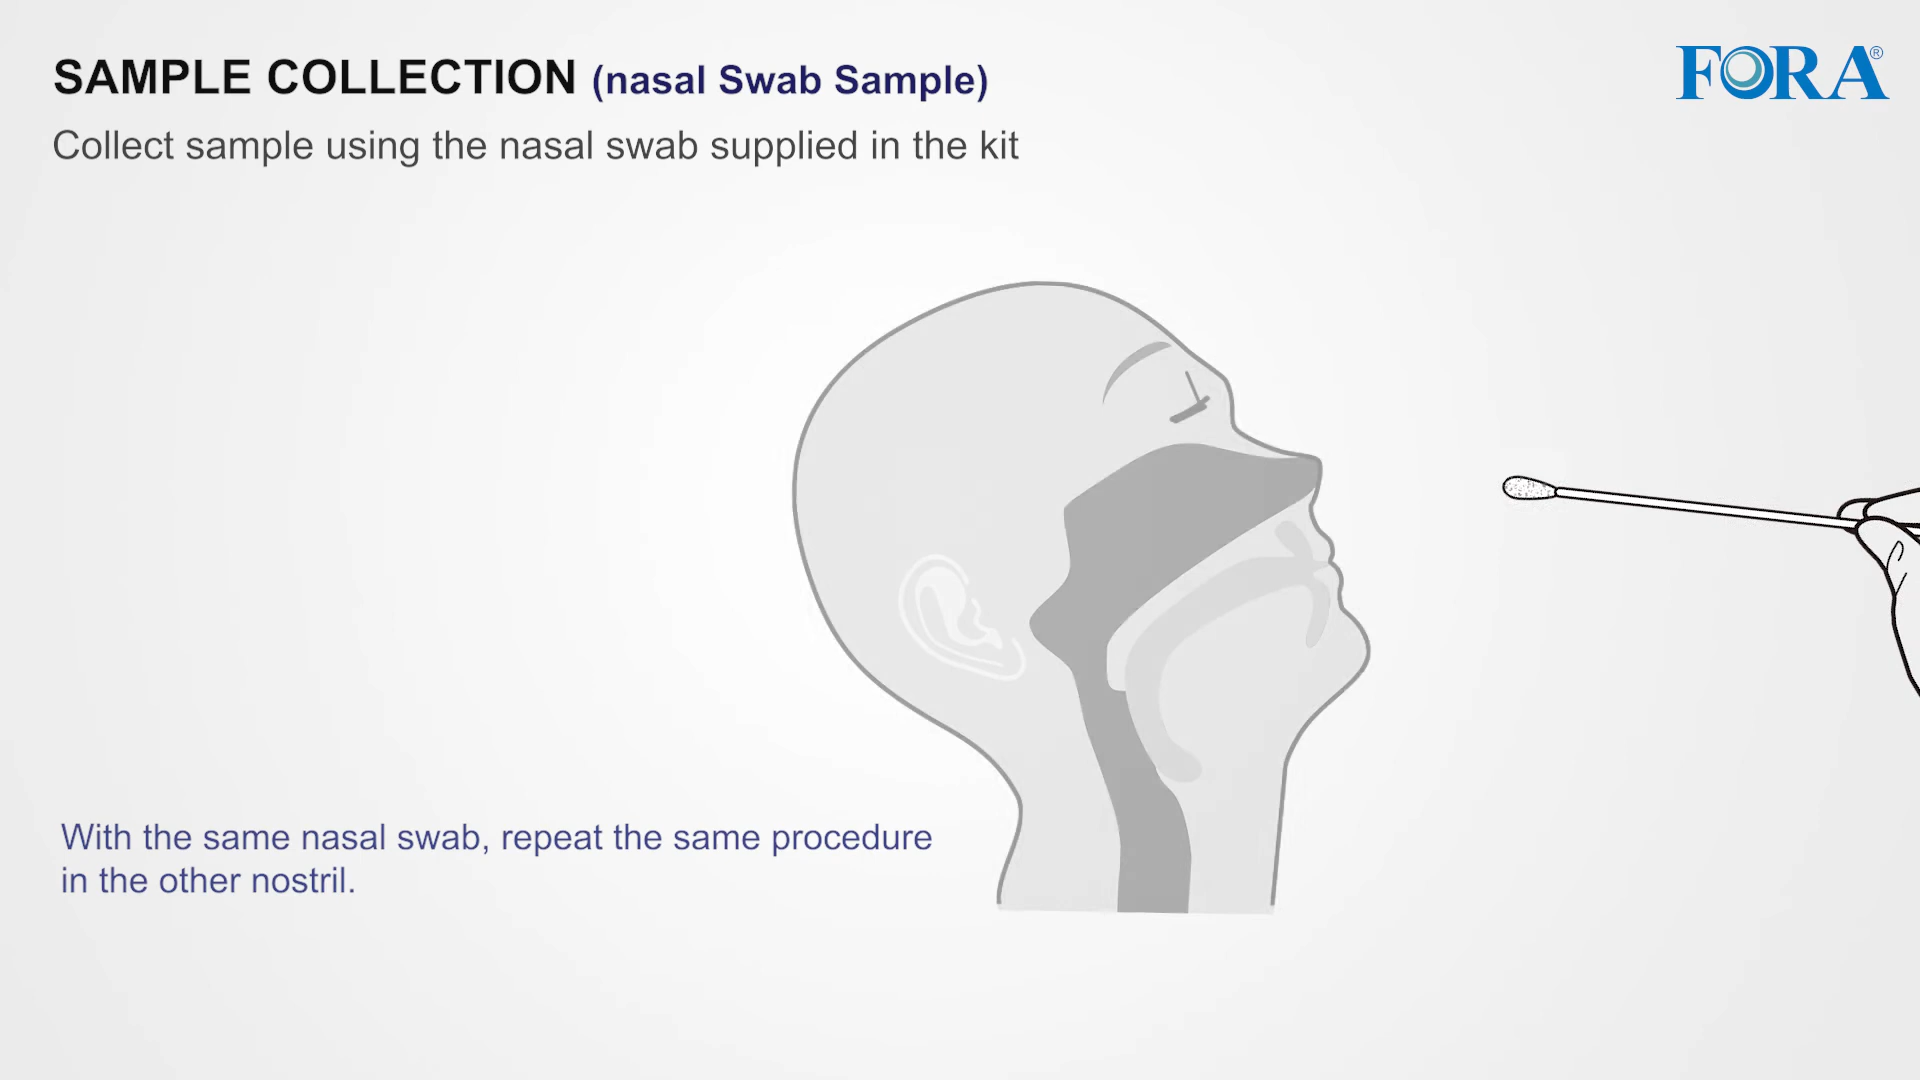 SAMPLE COLLECTION (nasal Swab Sample)
FORA®
Collect sample using the nasal swab supplied in the kit
With the same nasal swab, repeat the same procedure
in the other nostril.